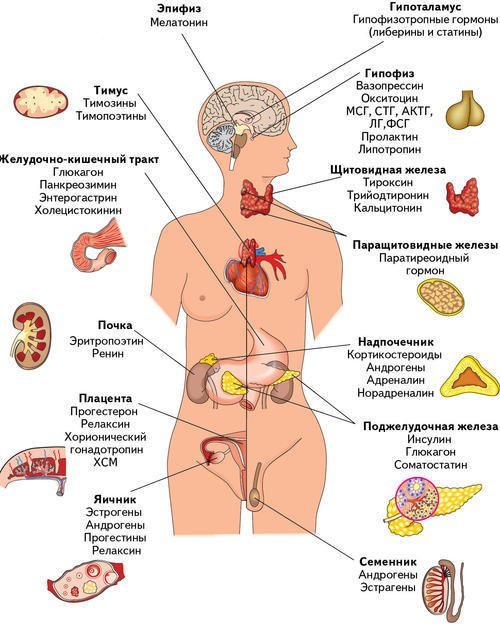 Эпифиз
Мелатонин
Гипоталамус
Гипофизотропные гормоны
(либерины и статины)
Тимус
Тимозины
Тимопоэтины
Гипофиз
Вазопрессин
Окситоцин
МСГ, СТГ, АКТГ,
ЛГ,ФСГ
Пролактин
Липотропин
Желудочно-кишечный тракт
Глюкагон
Панкреозимин
Энтерогастрин
Холецистокинин
Щитовидная железа
Тироксин
Трийодтиронин
Кальцитонин
Паращитовидные железы
Паратиреоидный
гормон
Почка
Эритропоэтин
Ренин
Надпочечник
Кортикостероиды
Андрогены
Адреналин
Норадреналин
Плацента
Прогестерон
Релаксин
Хорионический
гонадотропин
ХСМ
Поджелудочная железа
Инсулин
Глюкагон
Соматостатин
Яичник
Эстрогены
Андрогены
Прогестины
Релаксин
Семенник
Андрогены
Эстрагены